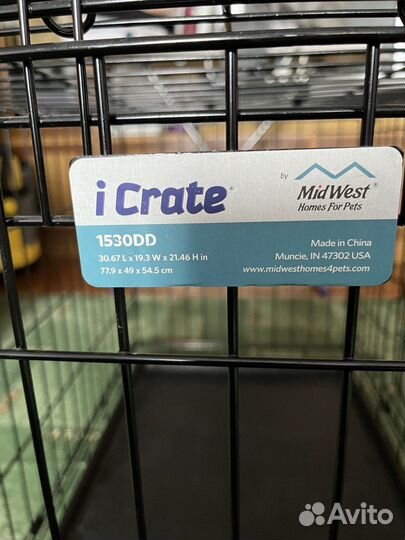 i Crate®
by
MidWest®
Homes For Pets
1530DD
30.67 L x 19.3 W x 21.46 H in
77.9 x 49 x 54.5 cm
Made in China
Muncie, IN 47302 USA
www.midwesthomes4pets.com
Avito